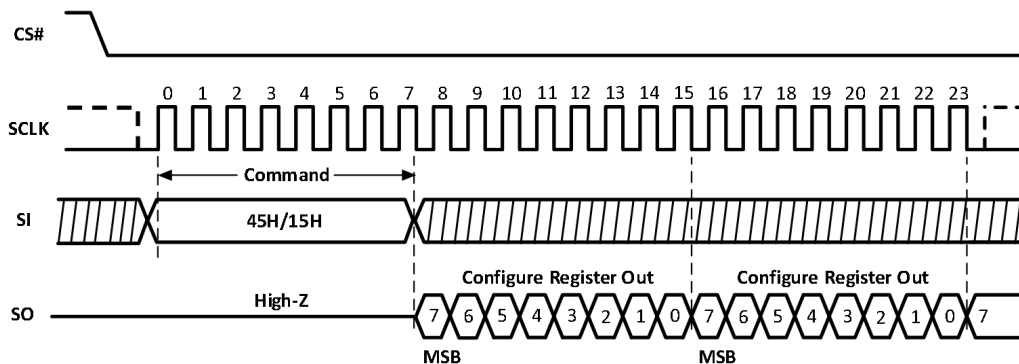 CS#
0 1 2 3 4 5 6 7 8 9 10 11 12 13 14 15 16 17 18 19 20 21 22 23
SCLK
Command
SI
45H/15H
Configure Register Out Configure Register Out
High-Z
SO
7 6 5 4 3 2 1 0 7 6 5 4 3 2 1 0 7
MSB MSB